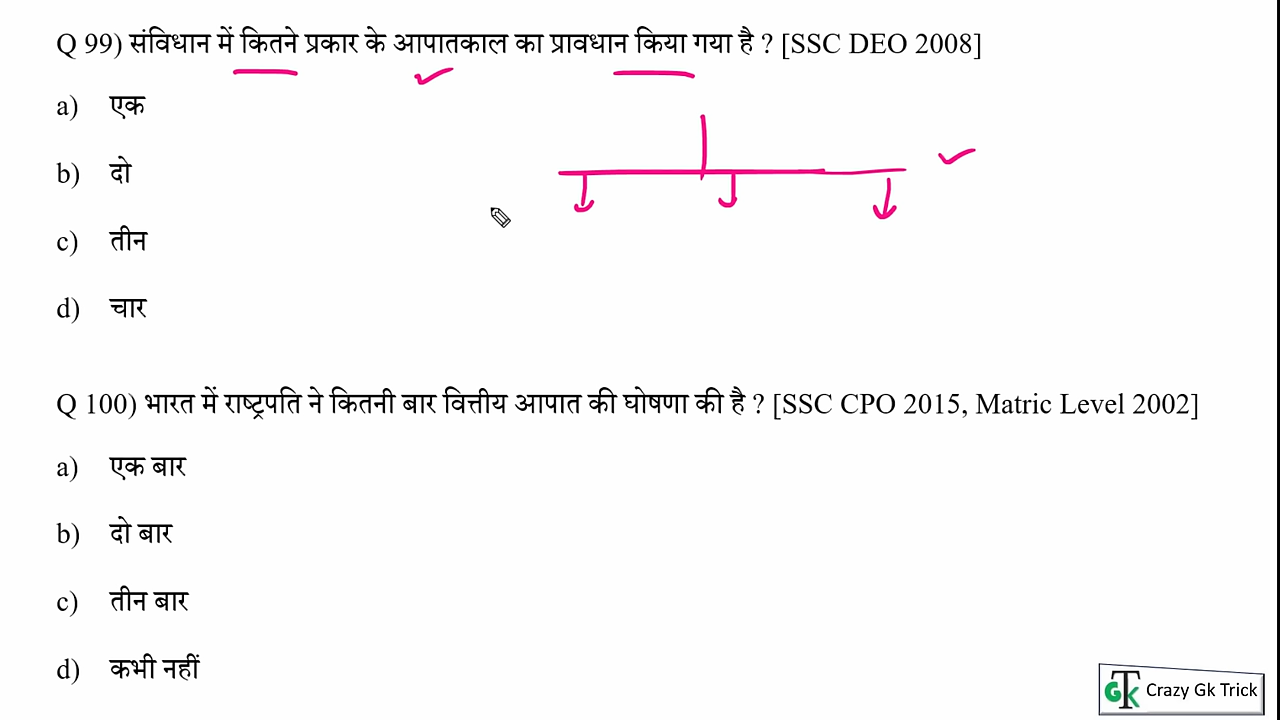 Q 99) संविधान में कितने प्रकार के आपातकाल का प्रावधान किया गया है ? [SSC DEO 2008]
a) एक
b) दो
c) तीन
d) चार
Q 100) भारत में राष्ट्रपति ने कितनी बार वित्तीय आपात की घोषणा की है ? [SSC CPO 2015, Matric Level 2002]
a) एक बार
b) दो बार
c) तीन बार
d) कभी नहीं
GTK Crazy Gk Trick